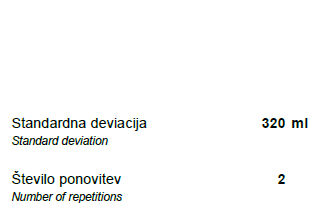 Standardna deviacija 320 ml
Standard deviation
Število ponovitev 2
Number of repetitions